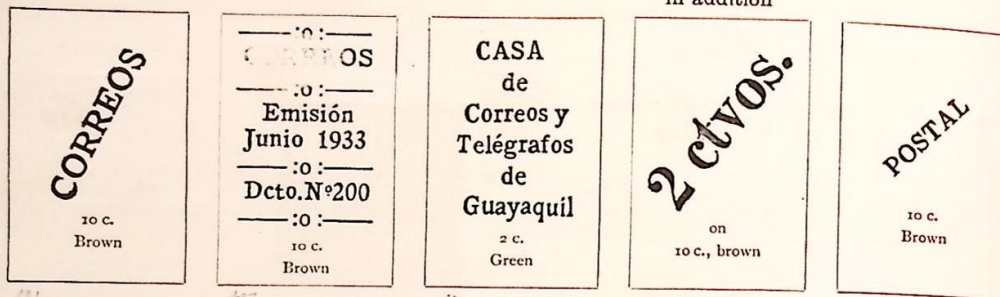 in addition
CORREOS
10 c.
Brown
——:o:——
CORREOS
——:o:——
Emisión
Junio 1933
——:o:——
Dcto.Nº200
——:o:——
10 c.
Brown
CASA
de
Correos y
Telégrafos
de
Guayaquil
2 c.
Green
2 ctvos.
on
10 c., brown
POSTAL
10 c.
Brown